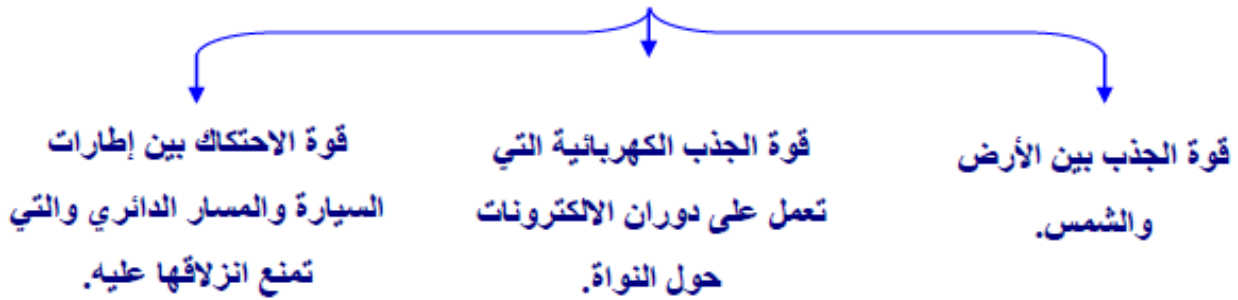 قوة الجذب بين الأرض
والشمس.
قوة الجذب الكهربائية التي
تعمل على دوران الالكترونات
حول النواة.
قوة الاحتكاك بين إطارات
السيارة والمسار الدائري والتي
تمنع انزلاقها عليه.